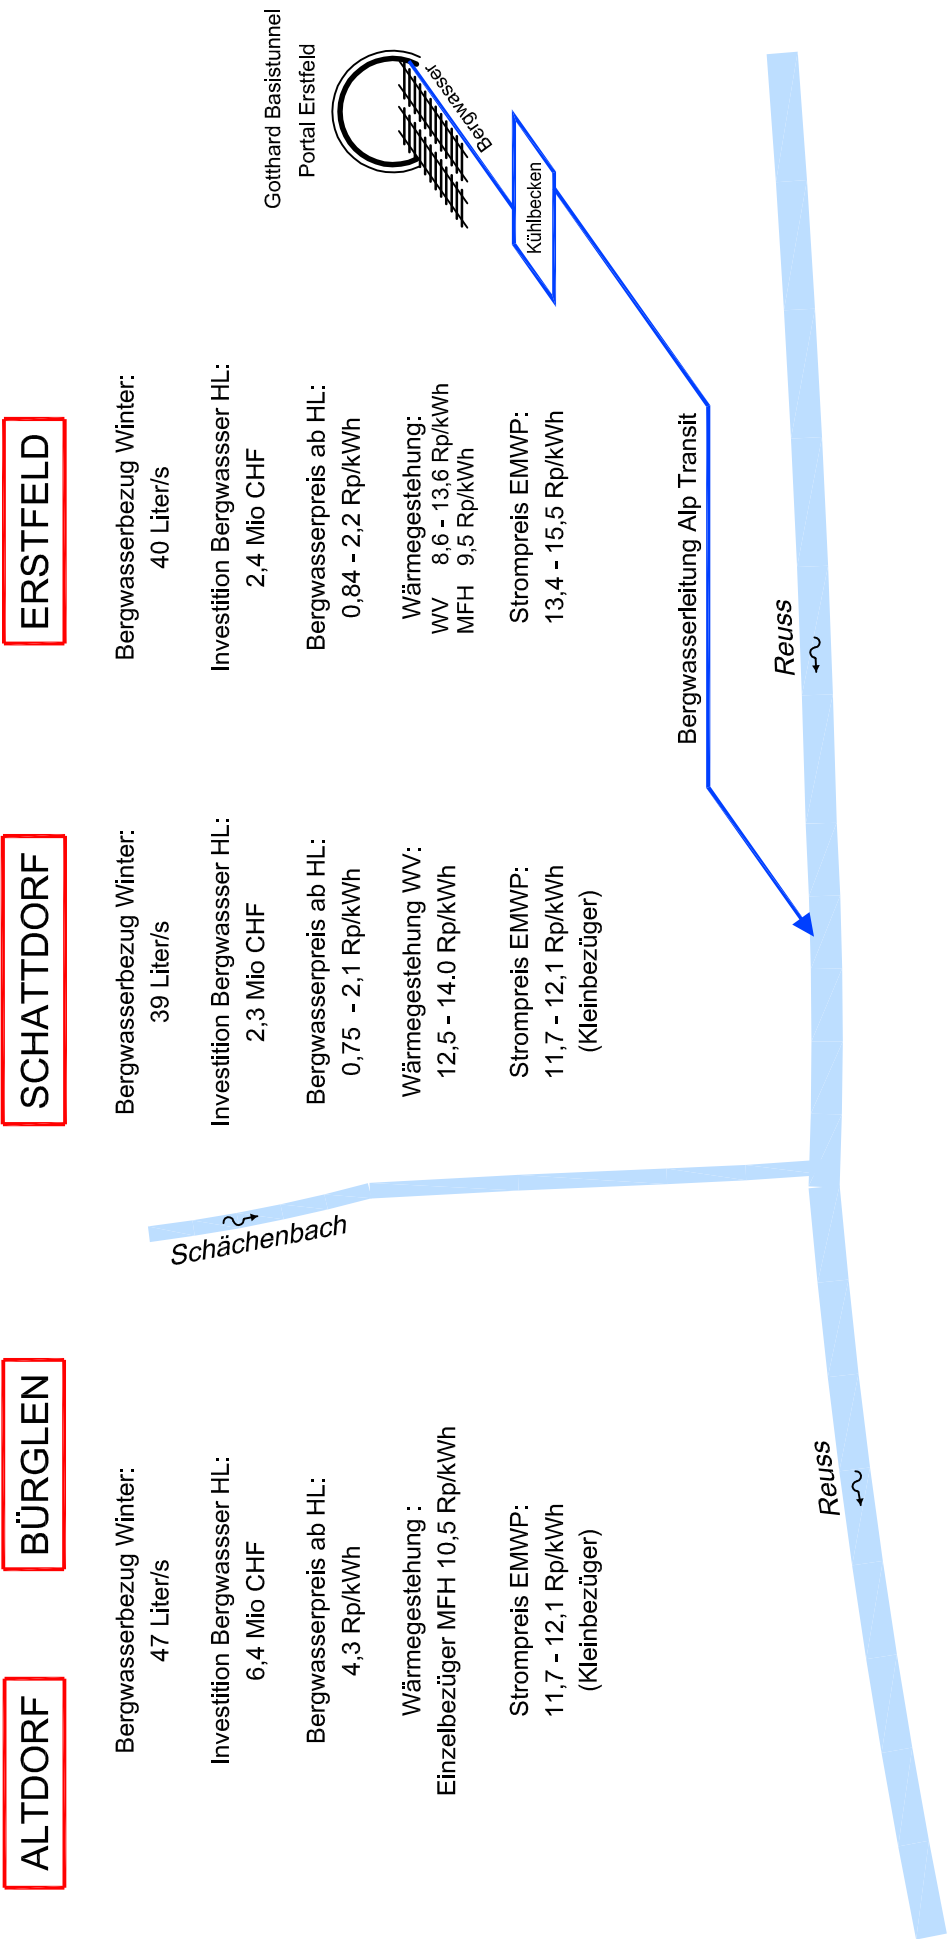 ALTDORF
BÜRGLEN
Bergwasserbezug Winter:
47 Liter/s
Investition Bergwassser HL:
6,4 Mio CHF
Bergwasserpreis ab HL:
4,3 Rp/kWh
Wärmegestehung :
Einzelbezüger MFH 10,5 Rp/kWh
Strompreis EMWP:
11,7 - 12,1 Rp/kWh
(Kleinbezüger)
Schächenbach
Reuss
SCHATTDORF
Bergwasserbezug Winter:
39 Liter/s
Investition Bergwassser HL:
2,3 Mio CHF
Bergwasserpreis ab HL:
0,75 - 2,1 Rp/kWh
Wärmegestehung WV:
12,5 - 14.0 Rp/kWh
Strompreis EMWP:
11,7 - 12,1 Rp/kWh
(Kleinbezüger)
ERSTFELD
Bergwasserbezug Winter:
40 Liter/s
Investition Bergwassser HL:
2,4 Mio CHF
Bergwasserpreis ab HL:
0,84 - 2,2 Rp/kWh
Wärmegestehung:
WV 8,6 - 13,6 Rp/kWh
MFH 9,5 Rp/kWh
Strompreis EMWP:
13,4 - 15,5 Rp/kWh
Bergwasserleitung Alp Transit
Reuss
Gotthard Basistunnel
Portal Erstfeld
Bergwasser
Kühlbecken